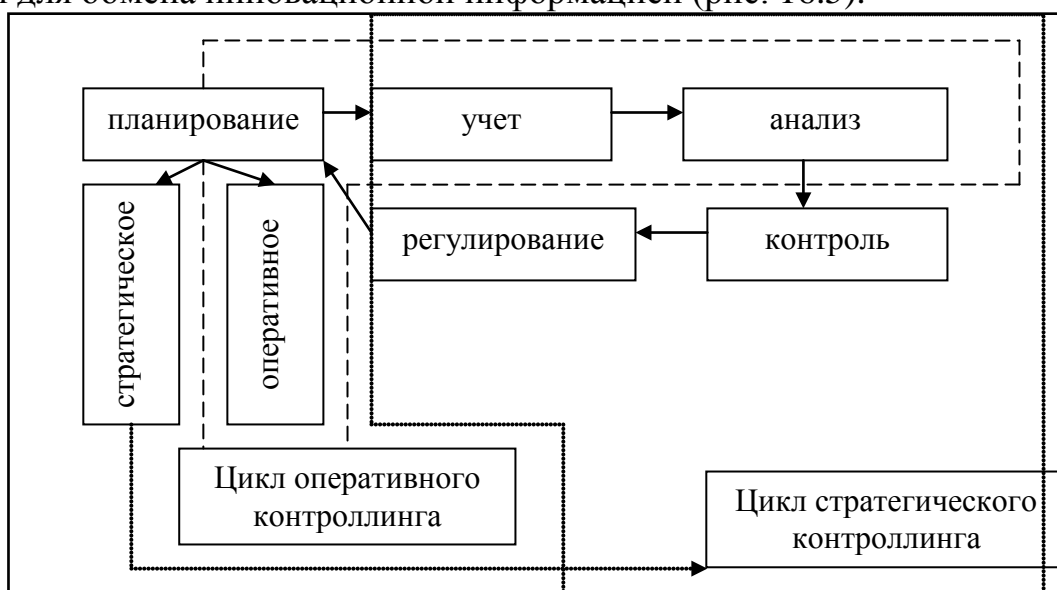 для обмена инновационной информацией (рис. 16.3).
планирование
учет
анализ
регулирование
контроль
стратегическое
оперативное
Цикл оперативного
контроллинга
Цикл стратегического
контроллинга